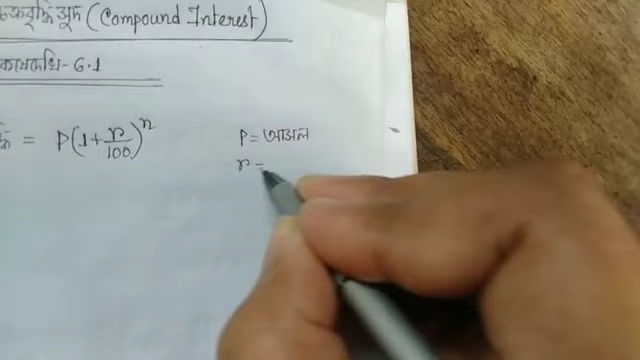 চক্রবৃদ্ধি সুদ (Compound Interest)
কষে দেখি - 6.1
= P(1+r/100)^n
P = আসল
r =